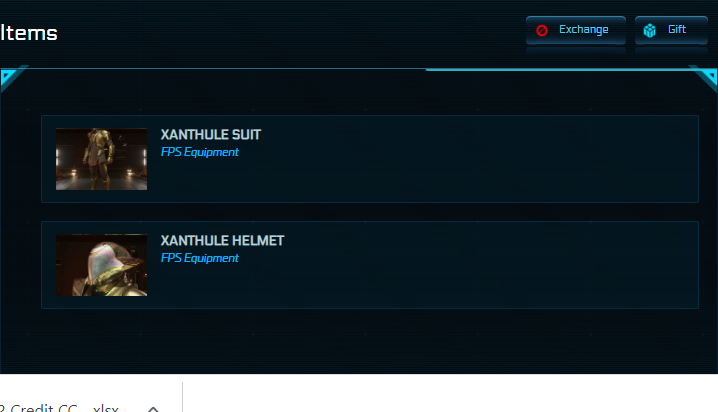 Items
Exchange
Gift
XANTHULE SUIT
FPS Equipment
XANTHULE HELMET
FPS Equipment
Credit CC....xlsx